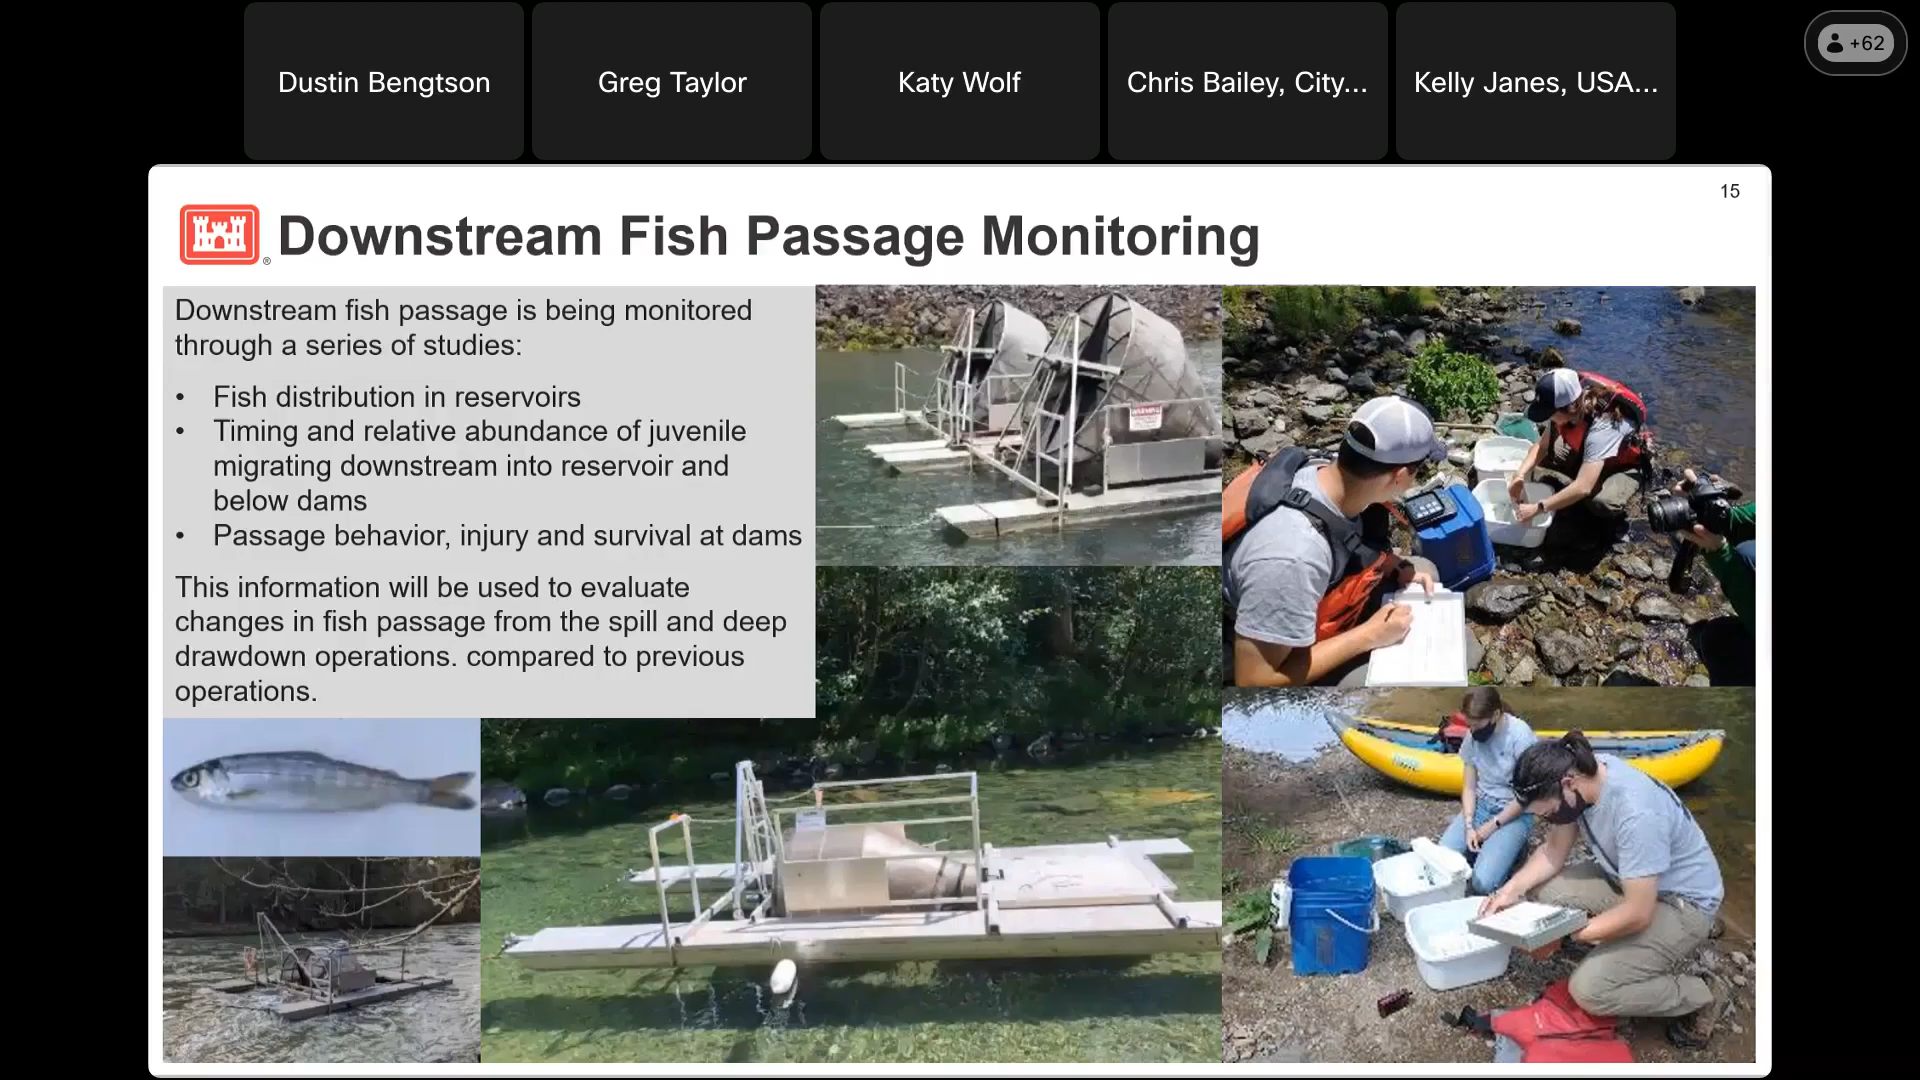 Dustin Bengtson
Greg Taylor
Katy Wolf
Chris Bailey, City...
Kelly Janes, USA...
+62
15
® Downstream Fish Passage Monitoring
Downstream fish passage is being monitored
through a series of studies:
• Fish distribution in reservoirs
• Timing and relative abundance of juvenile
migrating downstream into reservoir and
below dams
• Passage behavior, injury and survival at dams
This information will be used to evaluate
changes in fish passage from the spill and deep
drawdown operations. compared to previous
operations.
WARNING